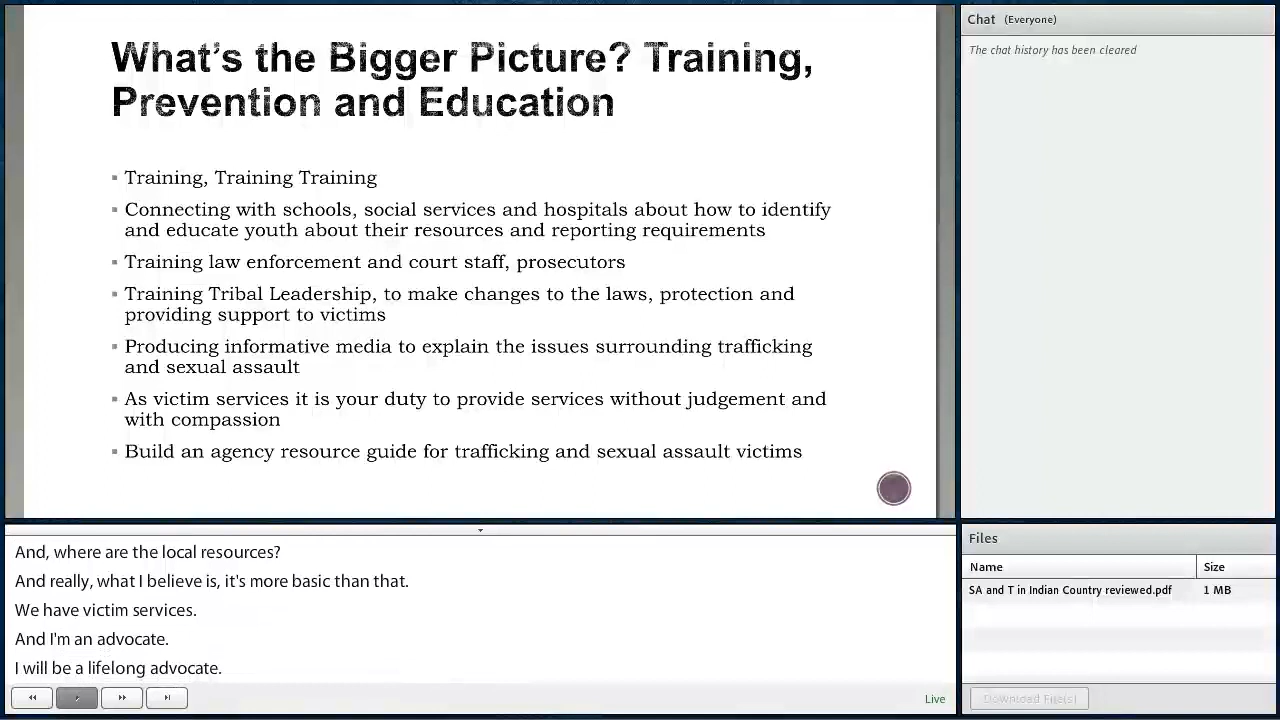 What's the Bigger Picture? Training,
Prevention and Education
Training, Training Training
Connecting with schools, social services and hospitals about how to identify
and educate youth about their resources and reporting requirements
Training law enforcement and court staff, prosecutors
Training Tribal Leadership, to make changes to the laws, protection and
providing support to victims
Producing informative media to explain the issues surrounding trafficking
and sexual assault
As victim services it is your duty to provide services without judgement and
with compassion
Build an agency resource guide for trafficking and sexual assault victims
And, where are the local resources?
And really, what I believe is, it's more basic than that.
We have victim services.
And I'm an advocate.
I will be a lifelong advocate.
Live
Chat (Everyone)
The chat history has been cleared
Files
Name Size
SA and T in Indian Country reviewed.pdf 1 MB
Download File(s)